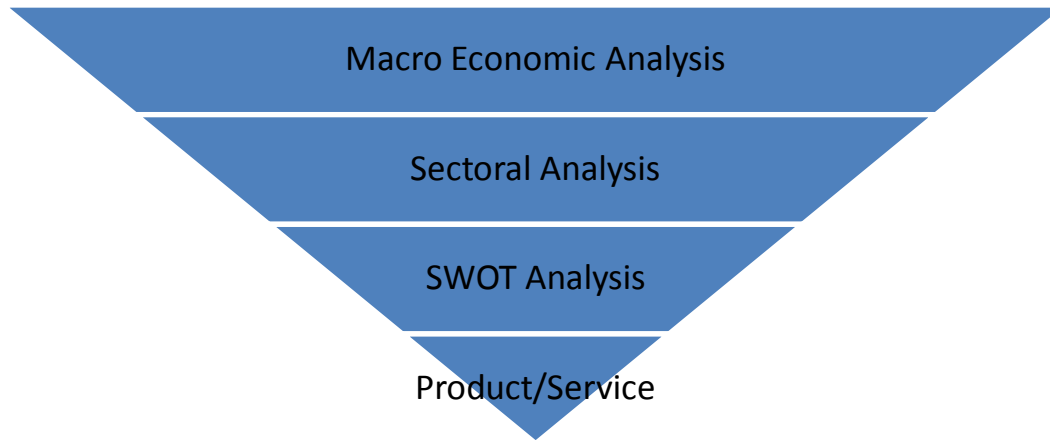 Macro Economic Analysis
Sectoral Analysis
SWOT Analysis
Product/Service